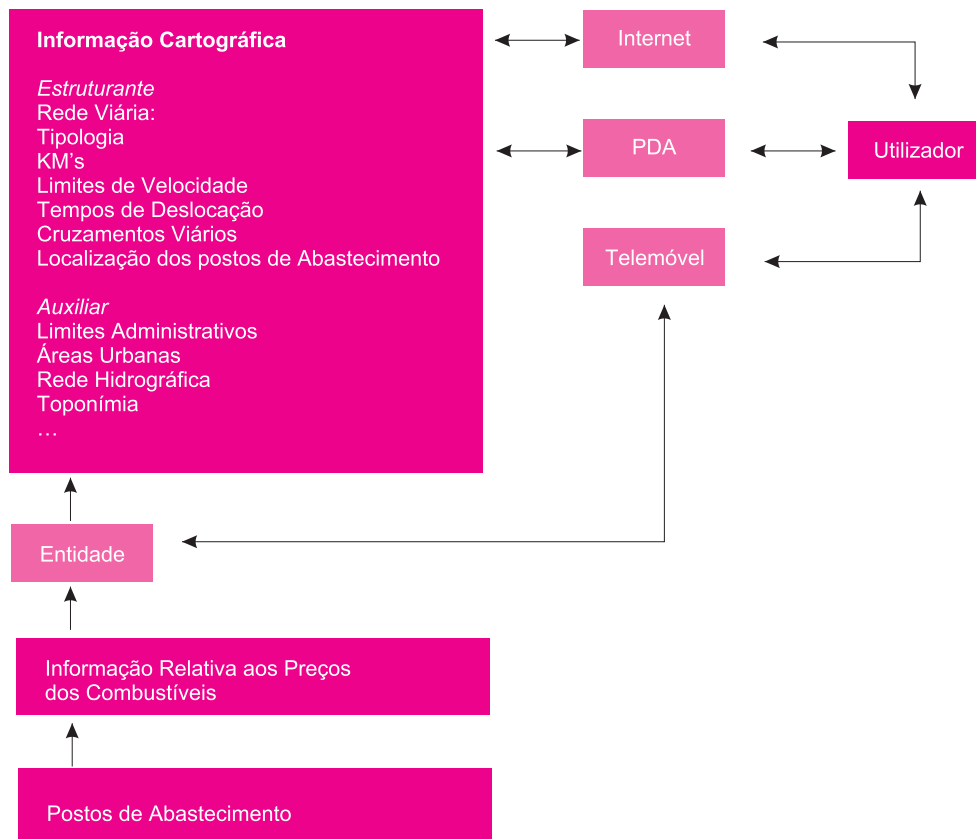 Informação Cartográfica
Estruturante
Rede Viária:
Tipologia
KM's
Limites de Velocidade
Tempos de Deslocação
Cruzamentos Viários
Localização dos postos de Abastecimento
Auxiliar
Limites Administrativos
Áreas Urbanas
Rede Hidrográfica
Toponímia
…
Internet
PDA
Telemóvel
Utilizador
Entidade
Informação Relativa aos Preços
dos Combustíveis
Postos de Abastecimento